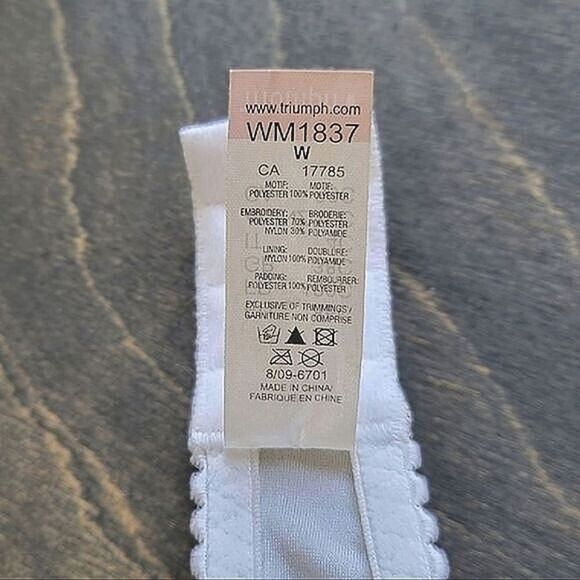 www.triumph.com
WM1837
W
CA 17785
MOTIF: MOTIF:
POLYESTER 100% POLYESTER
EMBROIDERY: BRODERIE:
POLYESTER 70% POLYESTER
NYLON 30% POLYAMIDE
LINING: DOUBLURE:
NYLON 100% POLYAMIDE
PADDING: REMBOURRER:
POLYESTER 100% POLYESTER
EXCLUSIVE OF TRIMMINGS/
GARNITURE NON COMPRISE
8/09-6701
MADE IN CHINA/
FABRIQUE EN CHINE